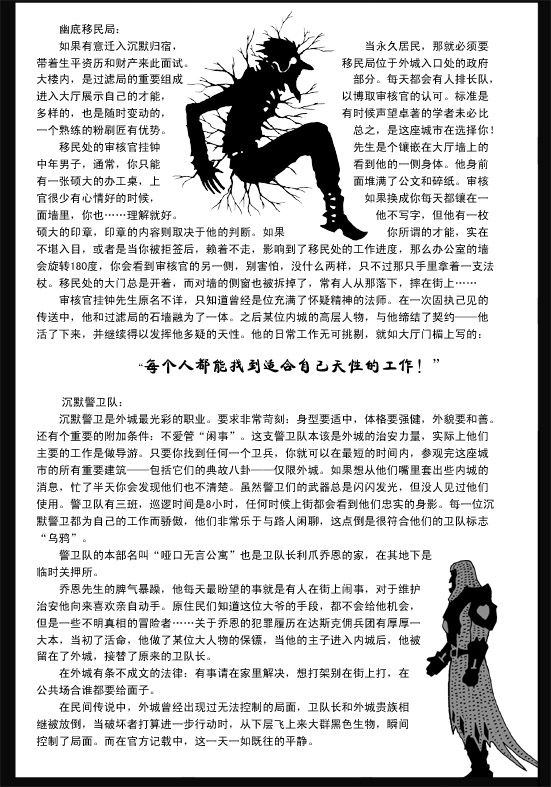 幽底移民局：
如果有意迁入沉默归宿，当永久居民，那就必须要
带着生平资历和财产来此面试。移民局位于外城入口处的政府
大楼内，是过滤局的重要组成部分。每天都会有人排长队，
进入大厅展示自己的才能，以博取审核官的认可。标准是
多样的，也是随时变动的，有时候声望卓著的学者未必比
一个熟练的粉刷匠有优势。总之，是这座城市在选择你！
移民处的审核官挂钟先生是个镶嵌在大厅墙上的
中年男子，通常，你只能看到他的一侧身体。他身前
有一张硕大的办工桌，上面堆满了公文和碎纸。审核
官很少有心情好的时候，如果换成你每天都镶在一
面墙里，你也……理解就好。他不写字，但他有一枚
硕大的印章，印章的内容则取决于他的判断。如果你所谓的才能，实在
不堪入目，或者是当你被拒签后，赖着不走，影响到了移民处的工作进度，那么办公室的墙
会旋转180度，你会看到审核官的另一侧，别害怕，没什么两样，只不过那只手里拿着一支法
杖。移民处的大门总是开着，而对墙的侧窗也被拆掉了，常有人从那落下，摔在街上……
审核官挂钟先生原名不详，只知道曾经是位充满了怀疑精神的法师。在一次固执己见的
传送中，他和过滤局的石墙融为了一体。之后某位内城的高层人物，与他缔结了契约——他
活了下来，并继续得以发挥他多疑的天性。他的日常工作无可挑剔，就如大厅门楣上写的：
“每个人都能找到适合自己天性的工作！”
沉默警卫队：
沉默警卫是外城最光彩的职业。要求非常苛刻：身型要适中，体格要强健，外貌要和善。
还有个重要的附加条件：不爱管“闲事”。这支警卫队本该是外城的治安力量，实际上他们
主要的工作是做导游。只要你找到任何一个卫兵，你就可以在最短的时间内，参观完这座城
市的所有重要建筑——包括它们的典故八卦——仅限外城。如果想从他们嘴里套出些内城的
消息，忙了半天你会发现他们也不清楚。虽然警卫们的武器总是闪闪发光，但没人见过他们
使用。警卫队有三班，巡逻时间是8小时，任何时候上街都会看到他们忠实的身影。每一位沉
默警卫都为自己的工作而骄傲，他们非常乐于与路人闲聊，这点倒是很符合他们的卫队标志
“乌鸦”。
警卫队的本部名叫“哑口无言公寓”也是卫队长利爪乔恩的家，在其地下是
临时关押所。
乔恩先生的脾气暴躁，他每天最盼望的事就是有人在街上闹事，对于维护
治安他向来喜欢亲自动手。原住民们知道这位大爷的手段，都不会给他机会，
但是一些不明真相的冒险者……关于乔恩的犯罪履历在达斯克佣兵团有厚厚一
大本，当初了活命，他做了某位大人物的保镖，当他的主子进入内城后，他被
留在了外城，接替了原来的卫队长。
在外城有条不成文的法律：有事请在家里解决，想打架别在街上打，在
公共场合谁都要给面子。
在民间传说中，外城曾经出现过无法控制的局面，卫队长和外城贵族相
继被放倒，当破坏者打算进一步行动时，从下层飞上来大群黑色生物，瞬间
控制了局面。而在官方记载中，这一天一如既往的平静。